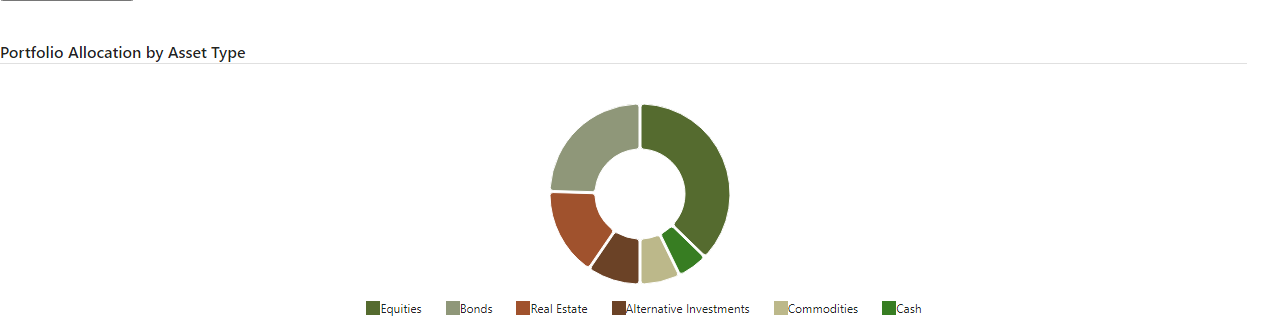 Portfolio Allocation by Asset Type
Equities Bonds Real Estate Alternative Investments Commodities Cash